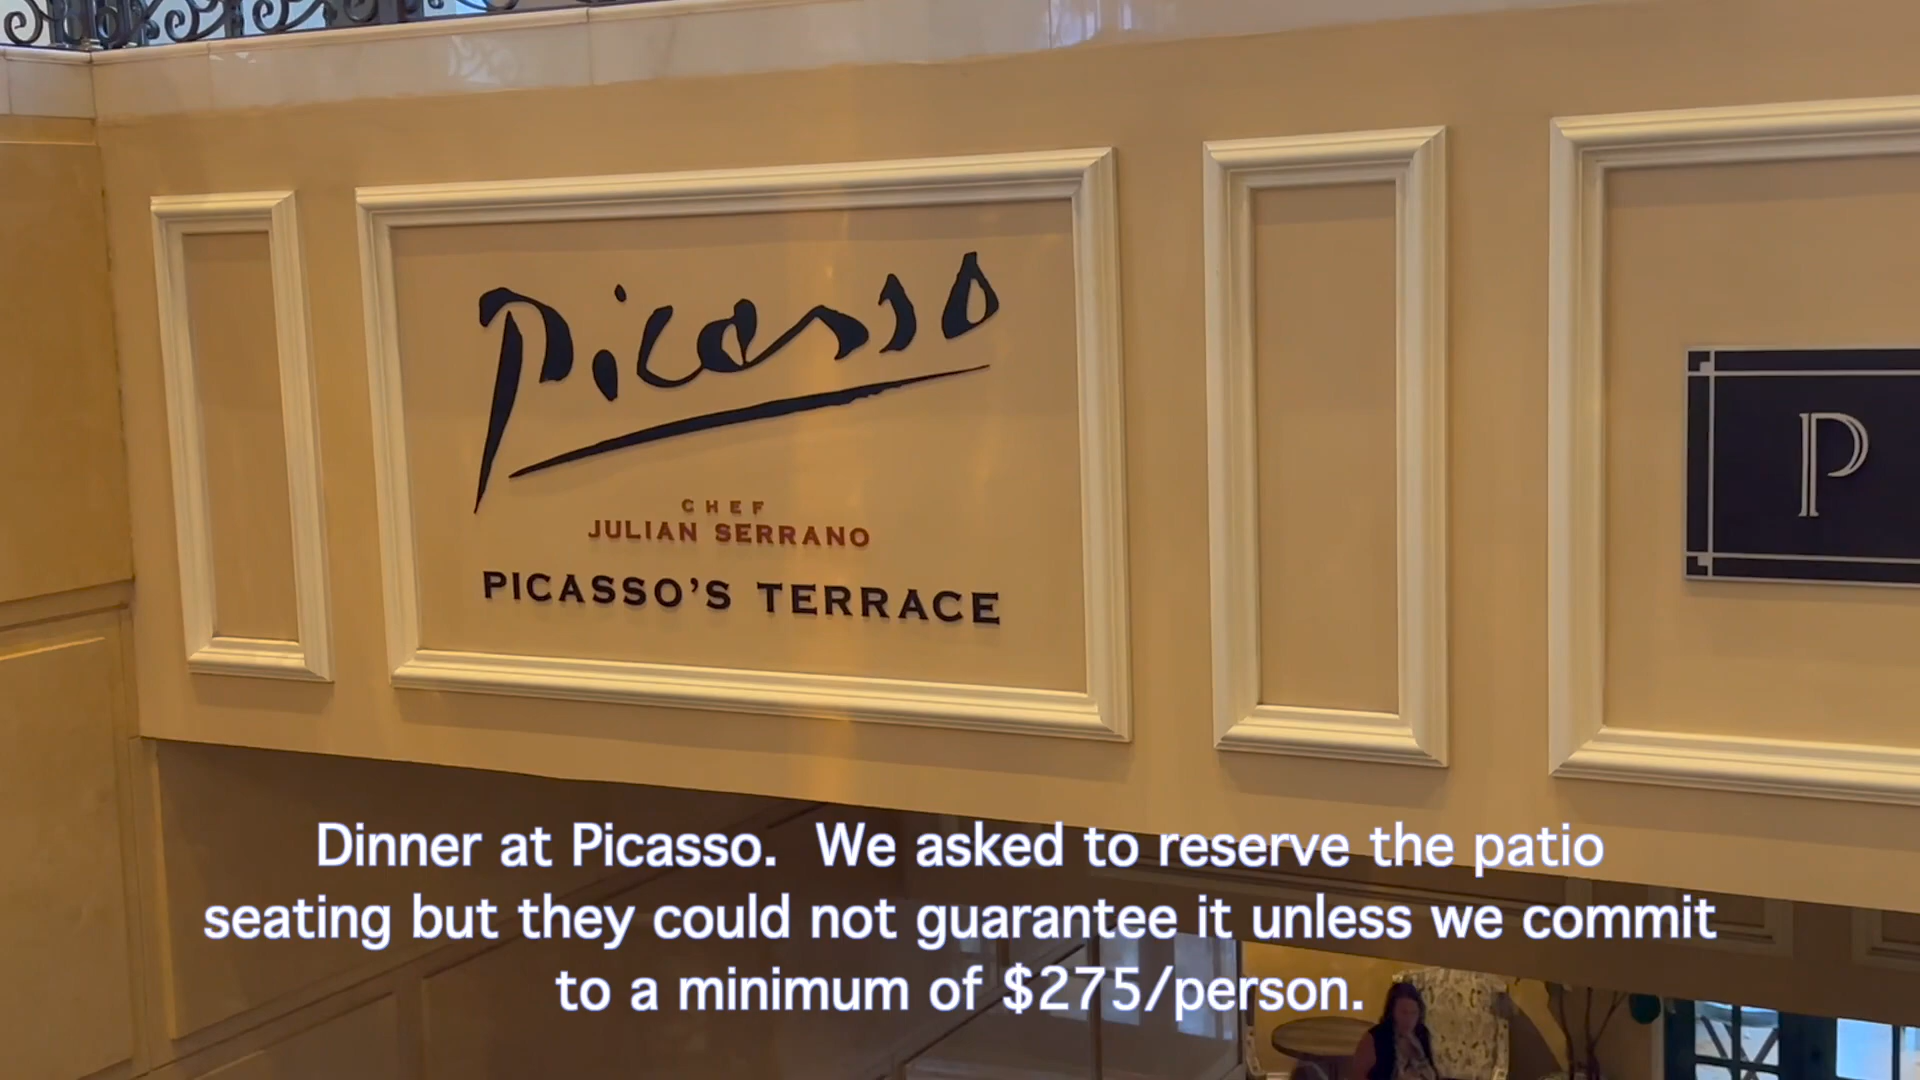 Picasso
CHEF
JULIAN SERRANO
PICASSO'S TERRACE
P
Dinner at Picasso.  We asked to reserve the patio
seating but they could not guarantee it unless we commit
to a minimum of $275/person.